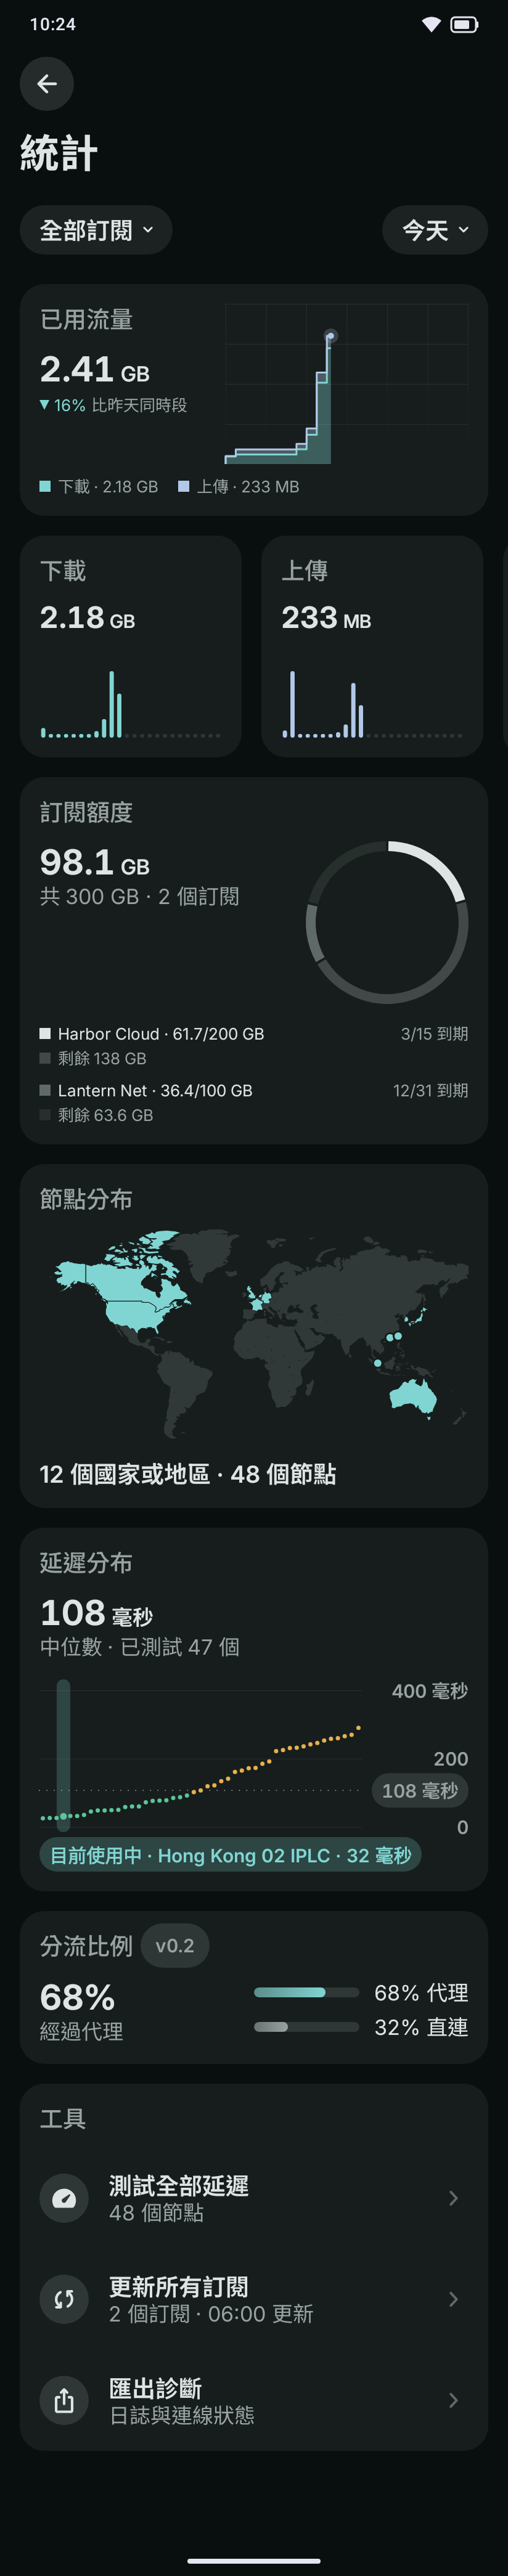 10:24
統計
全部訂閱
今天
已用流量
2.41 GB
▼ 16% 比昨天同時段
下載 · 2.18 GB
上傳 · 233 MB
下載
2.18 GB
上傳
233 MB
訂閱額度
98.1 GB
共 300 GB · 2 個訂閱
Harbor Cloud · 61.7/200 GB
3/15 到期
剩餘 138 GB
Lantern Net · 36.4/100 GB
12/31 到期
剩餘 63.6 GB
節點分布
12 個國家或地區 · 48 個節點
延遲分布
108 毫秒
中位數 · 已測試 47 個
400 毫秒
200
108 毫秒
0
目前使用中 · Hong Kong 02 IPLC · 32 毫秒
分流比例 v0.2
68%
經過代理
68% 代理
32% 直連
工具
測試全部延遲
48 個節點
更新所有訂閱
2 個訂閱 · 06:00 更新
匯出診斷
日誌與連線狀態